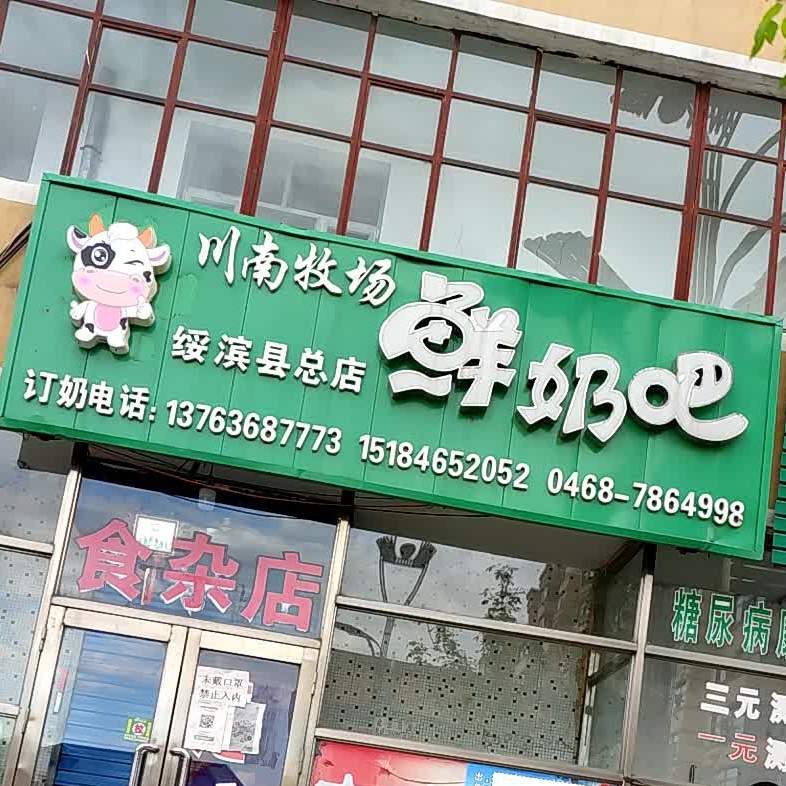 川南牧场
鲜奶吧
绥滨县总店
订奶电话: 13763687773 15184652052 0468-7864998
食杂店
糖尿病
未戴口罩
禁止入内
三元
一元